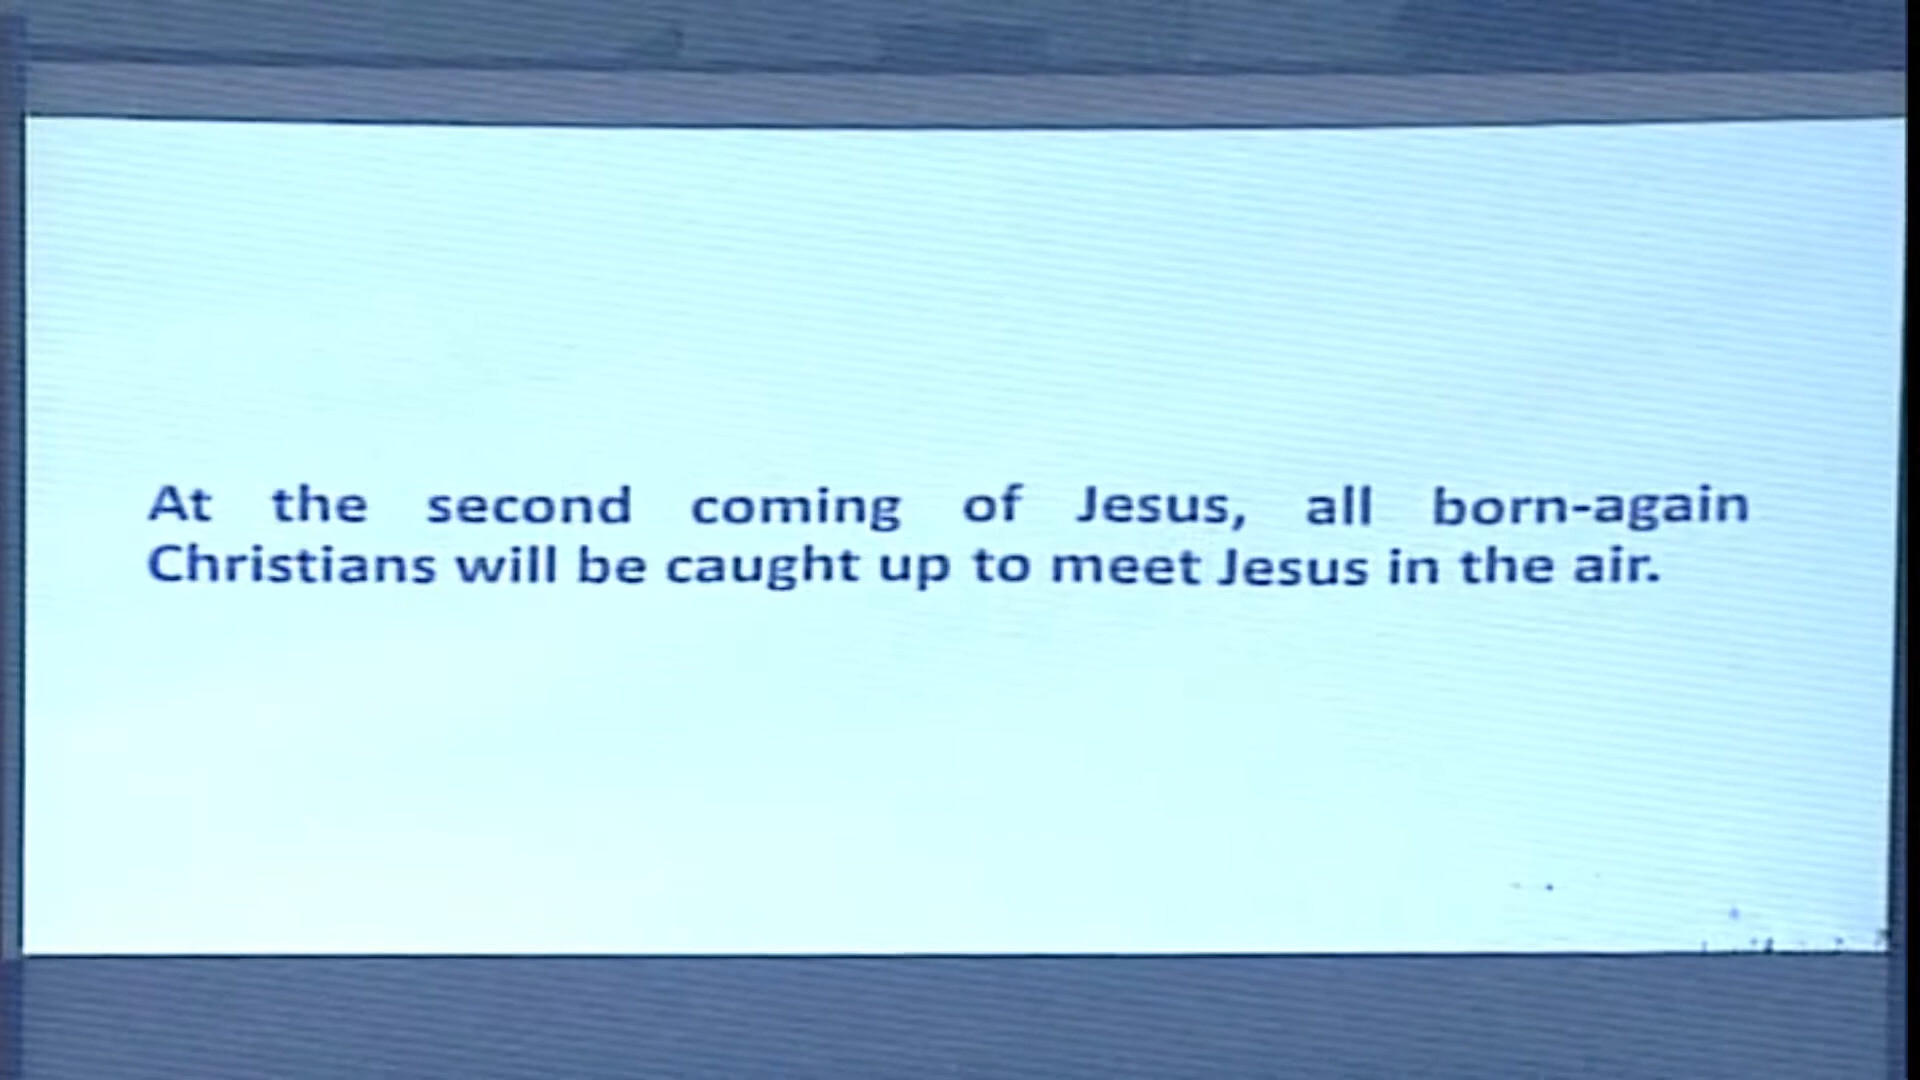 At the second coming of Jesus, all born-again
Christians will be caught up to meet Jesus in the air.